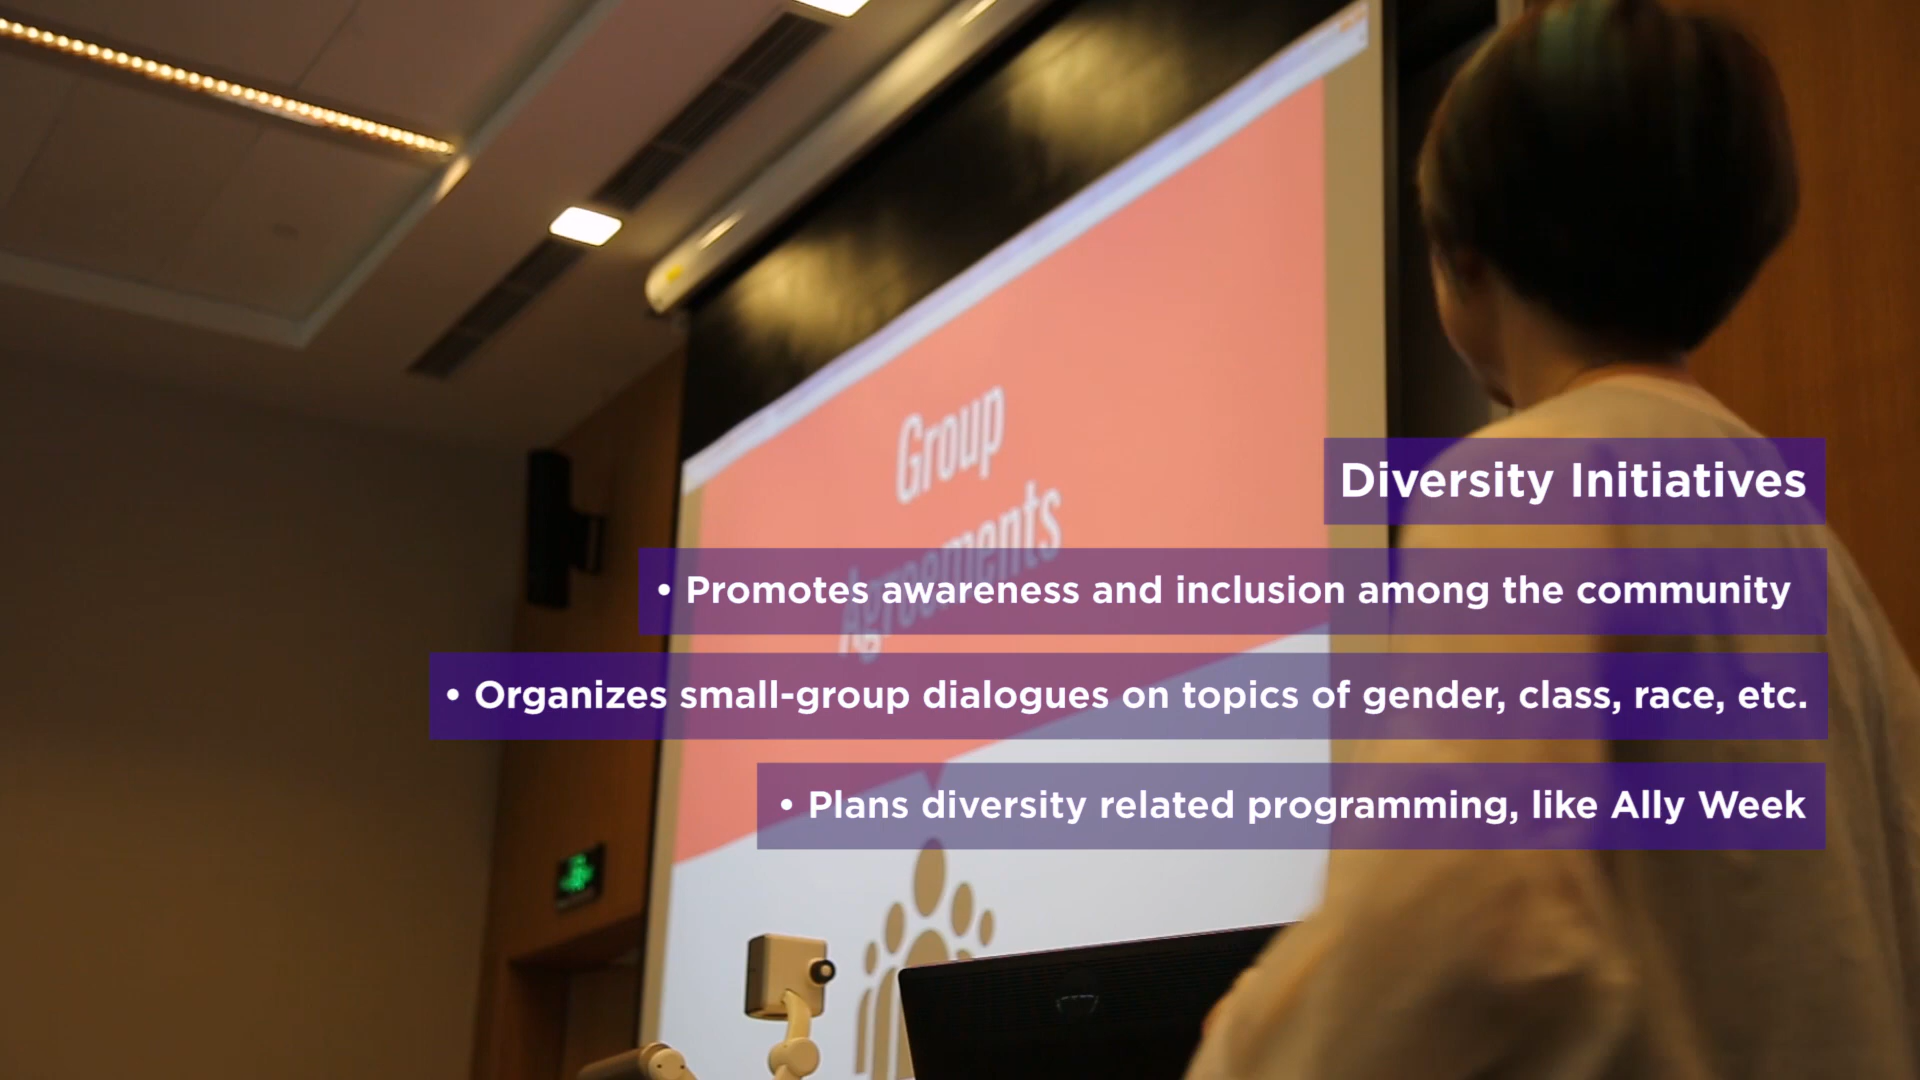 Group
Agreements
Diversity Initiatives
• Promotes awareness and inclusion among the community
• Organizes small-group dialogues on topics of gender, class, race, etc.
• Plans diversity related programming, like Ally Week